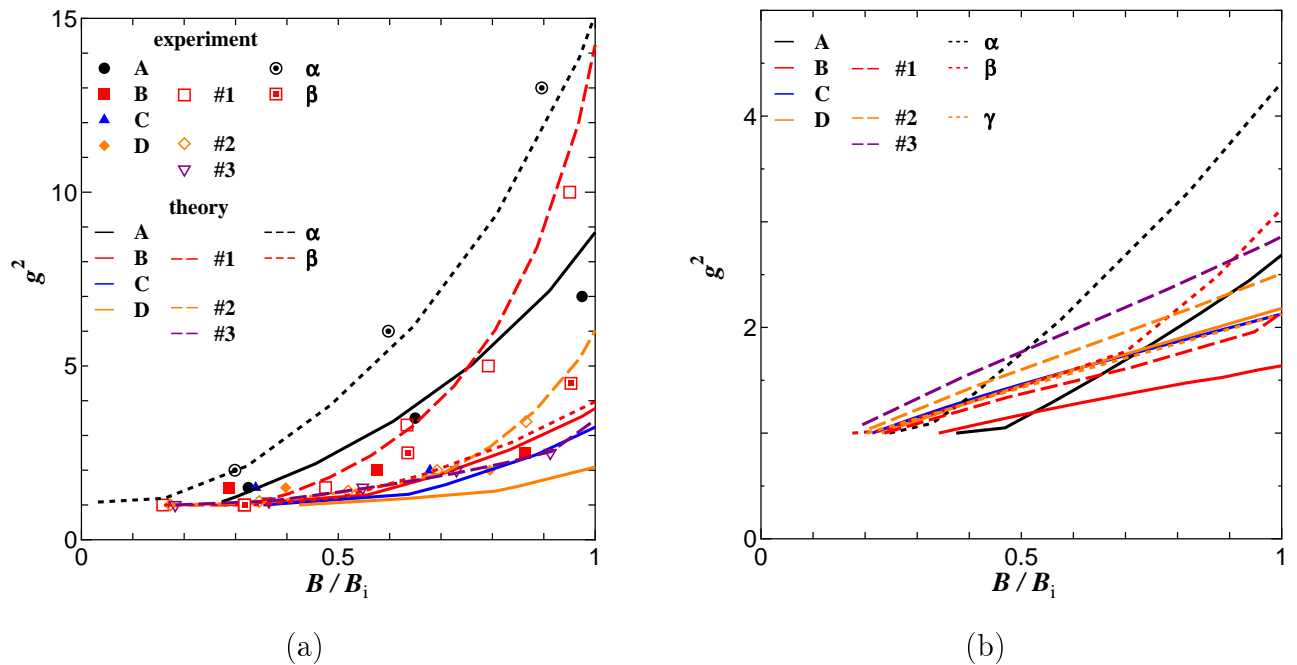 15
experiment
A
α
B
#1
β
C
D
#2
#3
10
theory
A
α
B
#1
β
C
D
#2
#3
5
0
0
0.5
1
g²
B / Bᵢ
(a)
A
α
B
#1
β
C
D
#2
γ
#3
4
2
0
0
0.5
1
g²
B / Bᵢ
(b)